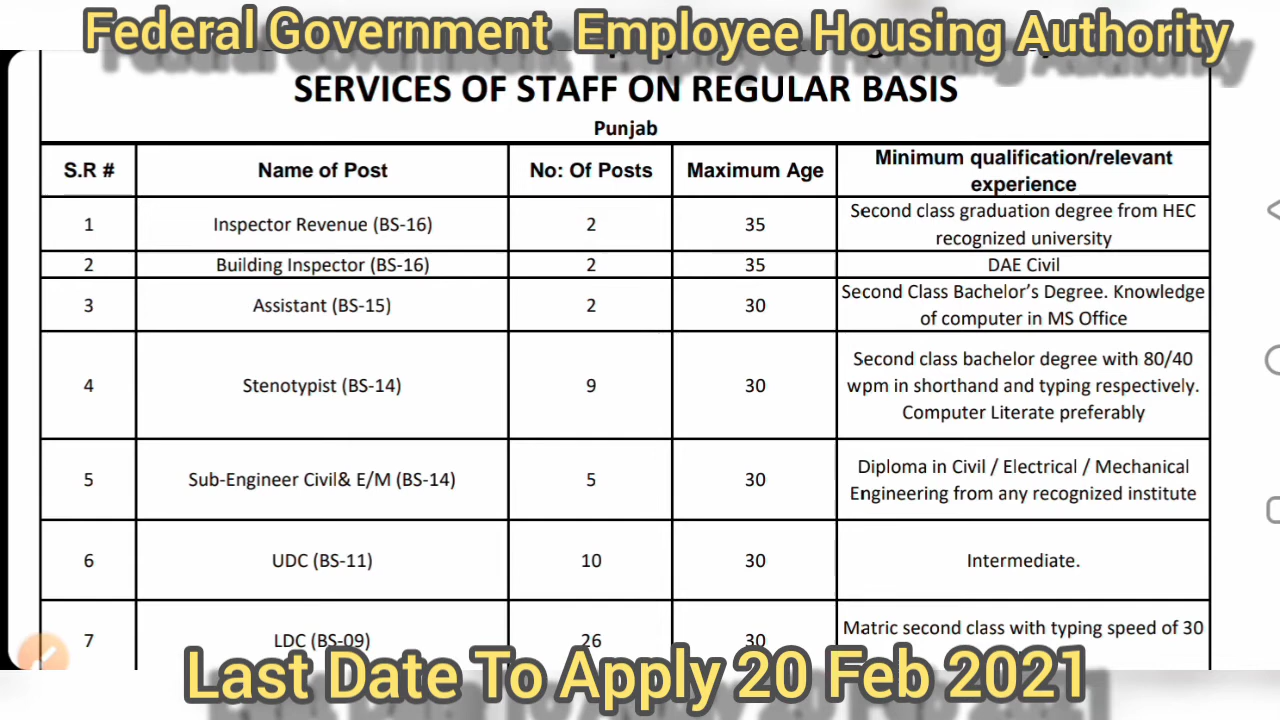 Federal Government Employee Housing Authority
SERVICES OF STAFF ON REGULAR BASIS
Punjab
S.R # Name of Post No: Of Posts Maximum Age Minimum qualification/relevant
experience
1 Inspector Revenue (BS-16) 2 35 Second class graduation degree from HEC
recognized university
2 Building Inspector (BS-16) 2 35 DAE Civil
3 Assistant (BS-15) 2 30 Second Class Bachelor's Degree. Knowledge
of computer in MS Office
4 Stenotypist (BS-14) 9 30 Second class bachelor degree with 80/40
wpm in shorthand and typing respectively.
Computer Literate preferably
5 Sub-Engineer Civil& E/M (BS-14) 5 30 Diploma in Civil / Electrical / Mechanical
Engineering from any recognized institute
6 UDC (BS-11) 10 30 Intermediate.
7 LDC (BS-09) 26 30 Matric second class with typing speed of 30
Last Date To Apply 20 Feb 2021